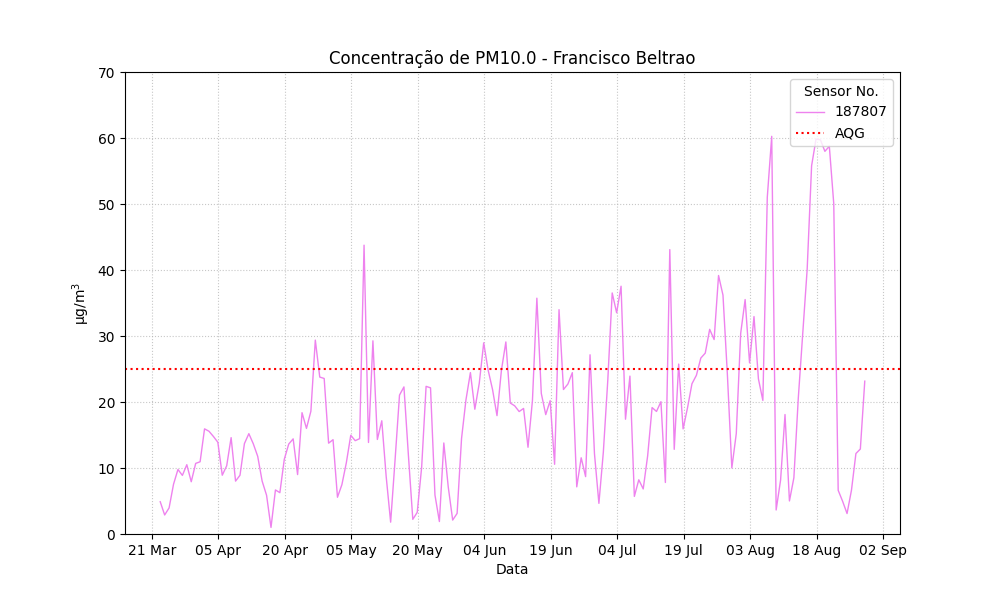 Concentração de PM10.0 - Francisco Beltrao
70
60
50
40
30
20
10
0
µg/m³
Sensor No.
187807
AQG
21 Mar
05 Apr
20 Apr
05 May
20 May
04 Jun
19 Jun
04 Jul
19 Jul
03 Aug
18 Aug
02 Sep
Data